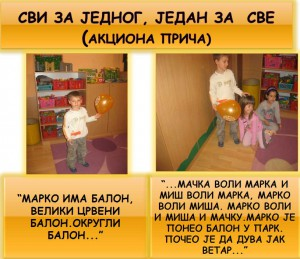 СВИ ЗА ЈЕДНОГ, ЈЕДАН ЗА СВЕ
(АКЦИОНА ПРИЧА)
"МАРКО ИМА БАЛОН,
ВЕЛИКИ ЦРВЕНИ
БАЛОН.ОКРУГЛИ
БАЛОН..."
"...МАЧКА ВОЛИ МАРКА И
МИШ ВОЛИ МАРКА, МАРКО
ВОЛИ МИША, МАРКО ВОЛИ
И МИША И МАЧКУ.МАРКО ЈЕ
ПОНЕО БАЛОН У ПАРК.
ПОЧЕО ЈЕ ДА ДУВА ЈАК
ВЕТАР..."